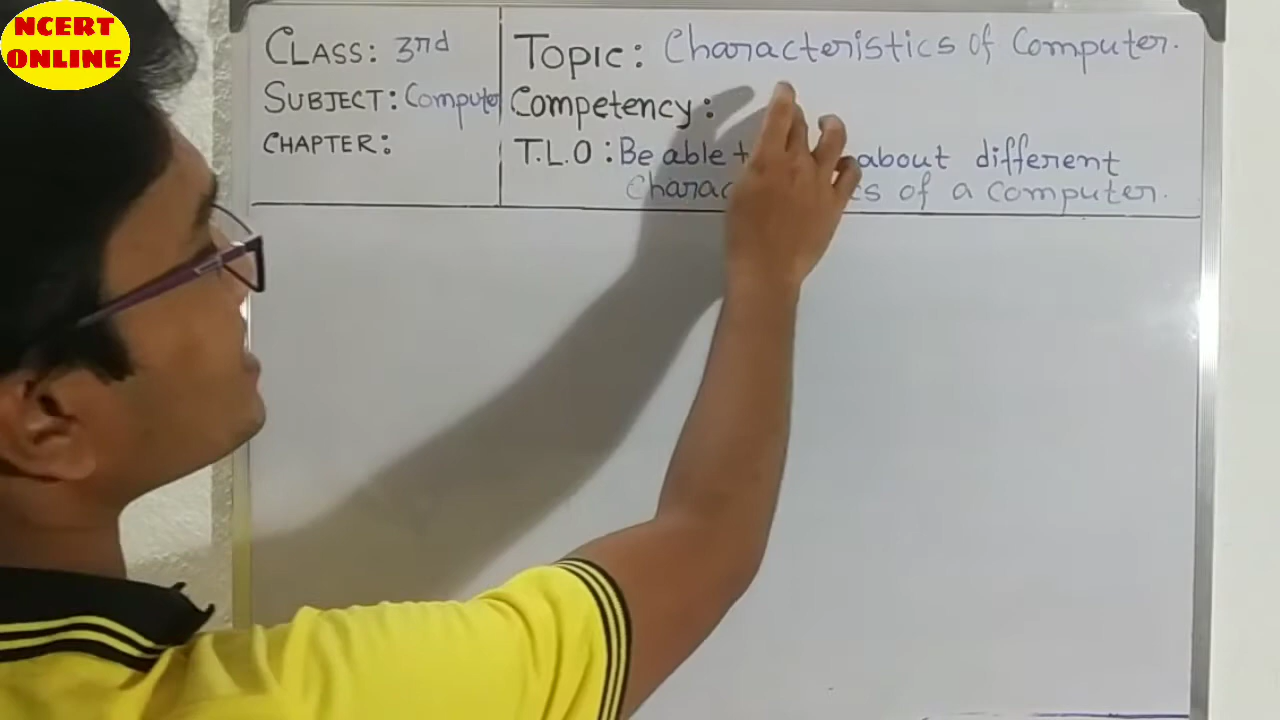 NCERT
ONLINE
CLASS: 3rd
SUBJECT: Computer
CHAPTER:
Topic: Characteristics of Computer.
Competency:
T.L.O: Be able about different
of a computer.